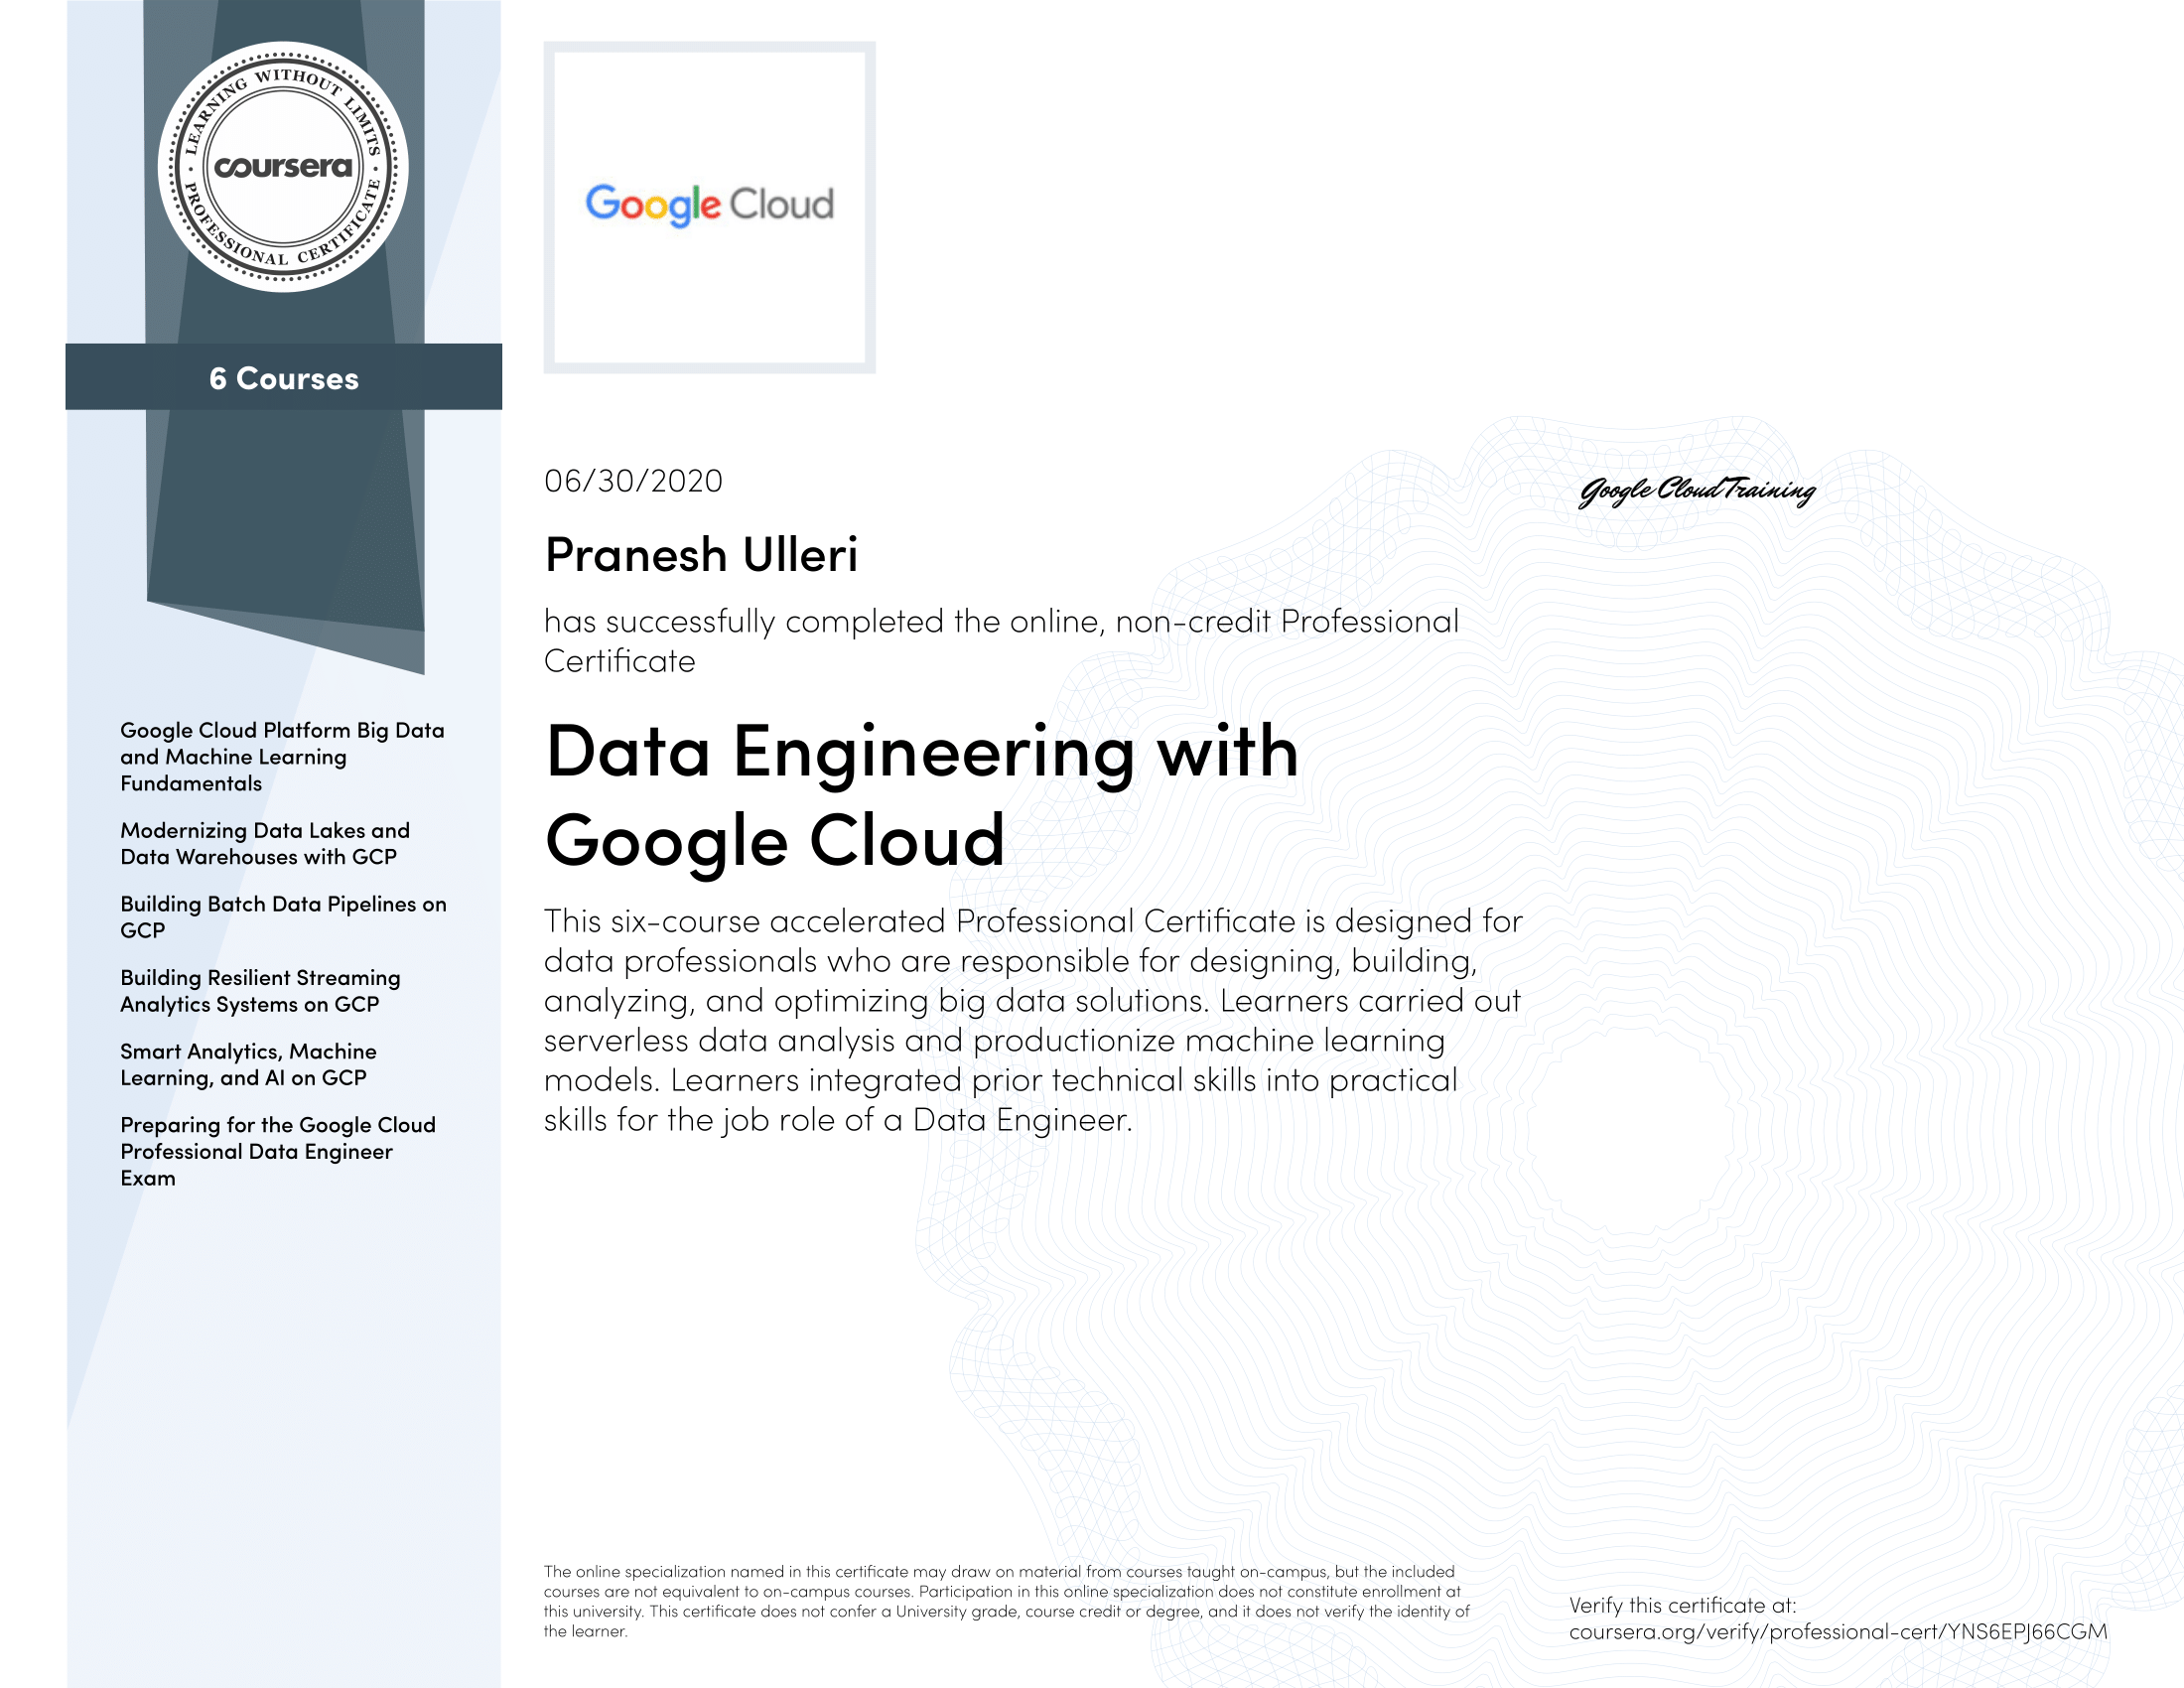 LEARNING WITHOUT LIMITS
coursera
PROFESSIONAL CERTIFICATE
6 Courses
Google Cloud Platform Big Data
and Machine Learning
Fundamentals
Modernizing Data Lakes and
Data Warehouses with GCP
Building Batch Data Pipelines on
GCP
Building Resilient Streaming
Analytics Systems on GCP
Smart Analytics, Machine
Learning, and AI on GCP
Preparing for the Google Cloud
Professional Data Engineer
Exam
Google Cloud
06/30/2020
Pranesh Ulleri
has successfully completed the online, non-credit Professional
Certificate
Data Engineering with
Google Cloud
This six-course accelerated Professional Certificate is designed for
data professionals who are responsible for designing, building,
analyzing, and optimizing big data solutions. Learners carried out
serverless data analysis and productionize machine learning
models. Learners integrated prior technical skills into practical
skills for the job role of a Data Engineer.
Google Cloud Training
The online specialization named in this certificate may draw on material from courses taught on-campus, but the included
courses are not equivalent to on-campus courses. Participation in this online specialization does not constitute enrollment at
this university. This certificate does not confer a University grade, course credit or degree, and it does not verify the identity of
the learner.
Verify this certificate at:
coursera.org/verify/professional-cert/YNS6EPJ66CGM